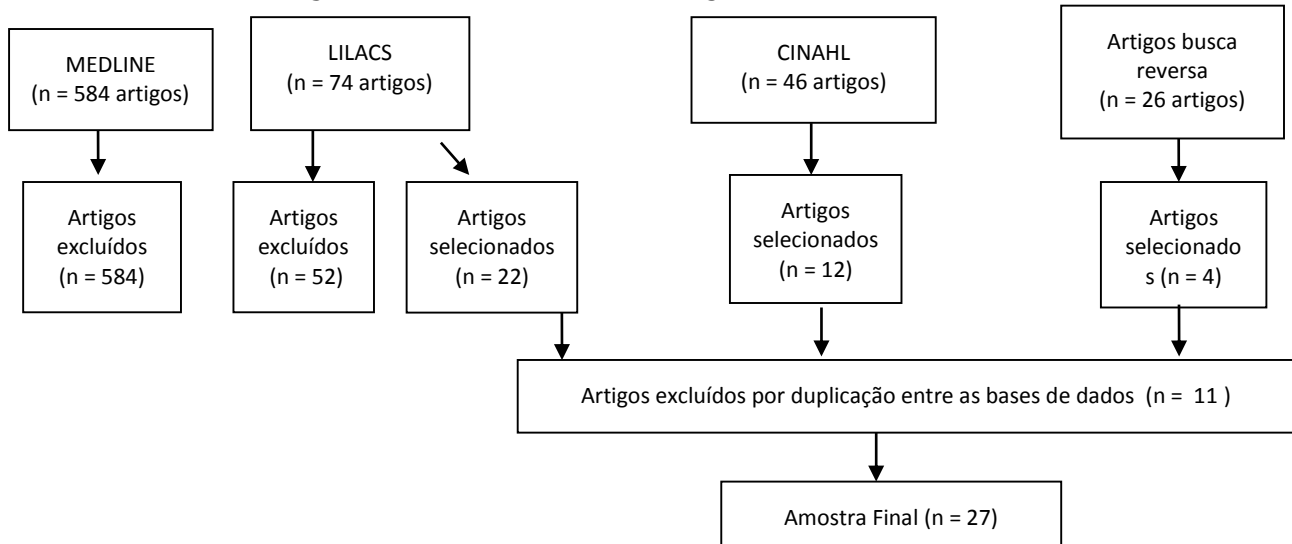 MEDLINE
(n = 584 artigos)
LILACS
(n = 74 artigos)
CINAHL
(n = 46 artigos)
Artigos busca
reversa
(n = 26 artigos)
Artigos
excluídos
(n = 584)
Artigos
excluídos
(n = 52)
Artigos
selecionados
(n = 22)
Artigos
selecionados
(n = 12)
Artigos
selecionado
s (n = 4)
Artigos excluídos por duplicação entre as bases de dados (n = 11 )
Amostra Final (n = 27)